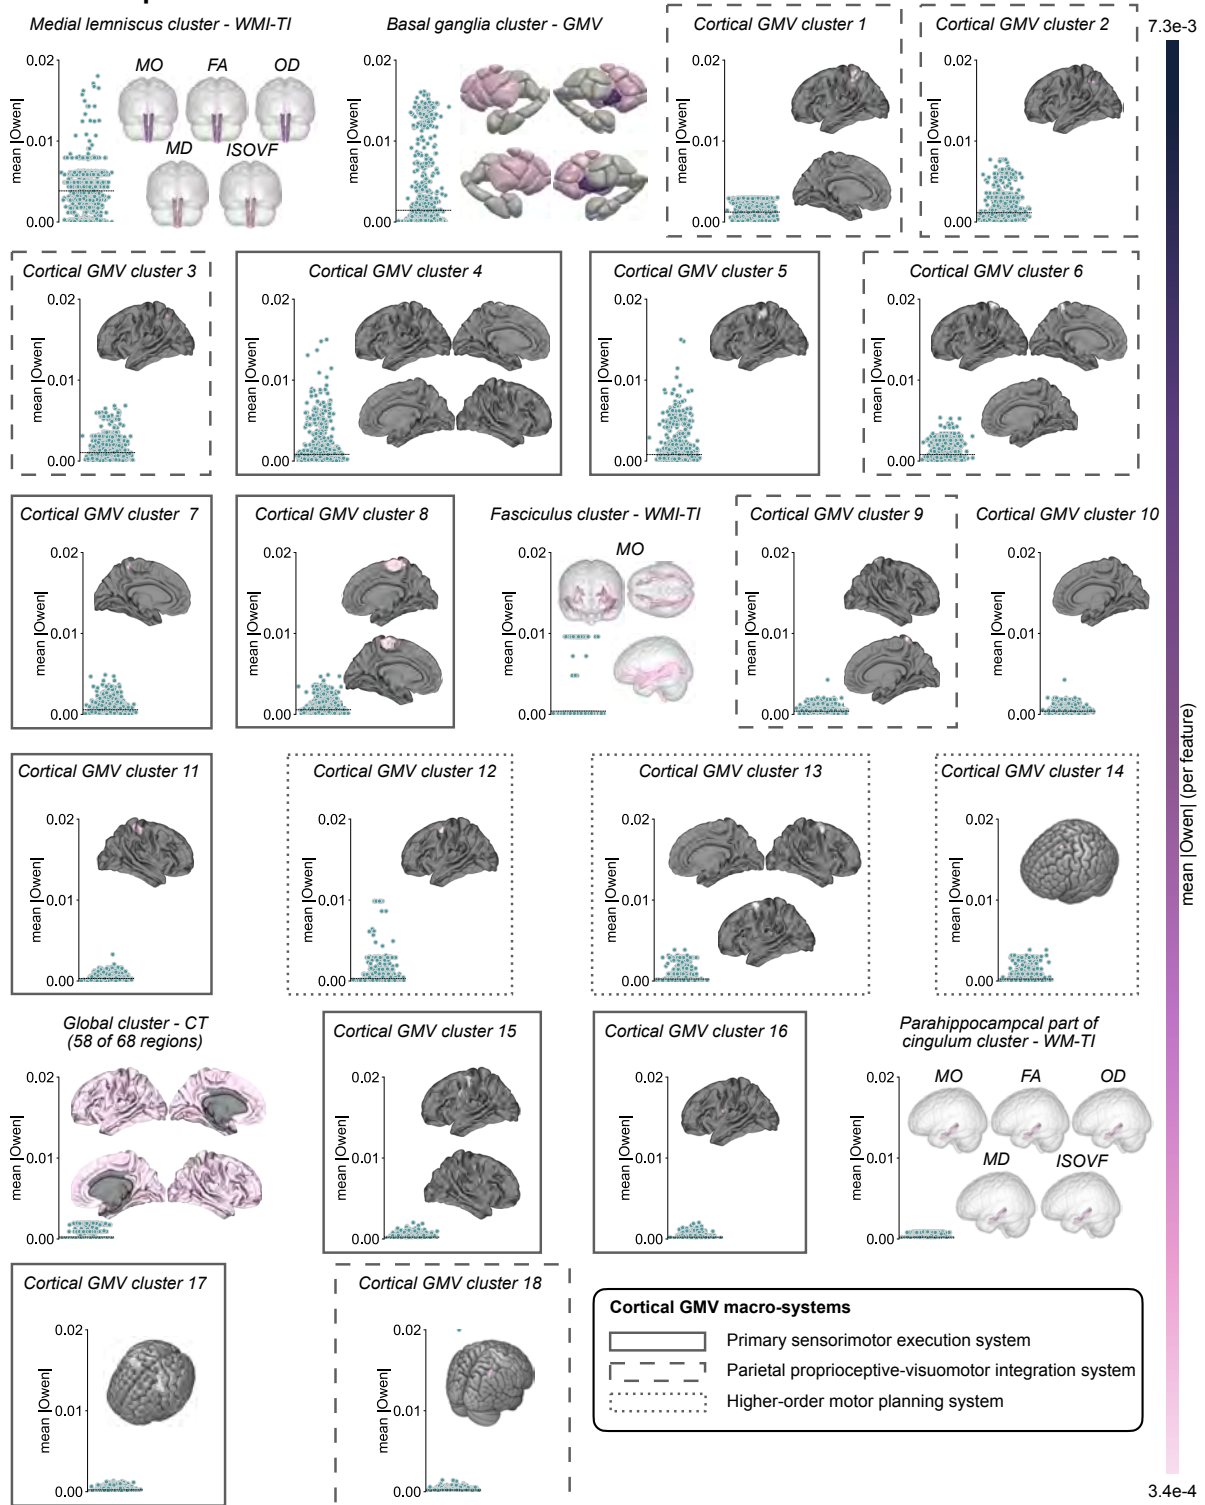 Medial lemniscus cluster - WMI-TI
Basal ganglia cluster - GMV
Cortical GMV cluster 1
Cortical GMV cluster 2
7.3e-3
0.02
0.01
0.00
mean |Owen|
MO
FA
OD
MD
ISOVF
0.02
0.01
0.00
mean |Owen|
0.02
0.01
0.00
mean |Owen|
0.02
0.01
0.00
mean |Owen|
Cortical GMV cluster 3
Cortical GMV cluster 4
Cortical GMV cluster 5
Cortical GMV cluster 6
0.02
0.01
0.00
mean |Owen|
0.02
0.01
0.00
mean |Owen|
0.02
0.01
0.00
mean |Owen|
0.02
0.01
0.00
mean |Owen|
Cortical GMV cluster 7
Cortical GMV cluster 8
Fasciculus cluster - WMI-TI
Cortical GMV cluster 9
Cortical GMV cluster 10
0.02
0.01
0.00
mean |Owen|
0.02
0.01
0.00
mean |Owen|
MO
0.02
0.01
0.00
mean |Owen|
0.02
0.01
0.00
mean |Owen|
0.02
0.01
0.00
mean |Owen|
mean |Owen| (per feature)
Cortical GMV cluster 11
Cortical GMV cluster 12
Cortical GMV cluster 13
Cortical GMV cluster 14
0.02
0.01
0.00
mean |Owen|
0.02
0.01
0.00
mean |Owen|
0.02
0.01
0.00
mean |Owen|
0.02
0.01
0.00
mean |Owen|
Global cluster - CT
(58 of 68 regions)
Cortical GMV cluster 15
Cortical GMV cluster 16
Parahippocampcal part of
cingulum cluster - WM-TI
0.02
0.01
0.00
mean |Owen|
0.02
0.01
0.00
mean |Owen|
0.02
0.01
0.00
mean |Owen|
0.02
0.01
0.00
mean |Owen|
MO
FA
OD
MD
ISOVF
Cortical GMV cluster 17
Cortical GMV cluster 18
0.02
0.01
0.00
mean |Owen|
0.02
0.01
0.00
mean |Owen|
Cortical GMV macro-systems
Primary sensorimotor execution system
Parietal proprioceptive-visuomotor integration system
Higher-order motor planning system
3.4e-4